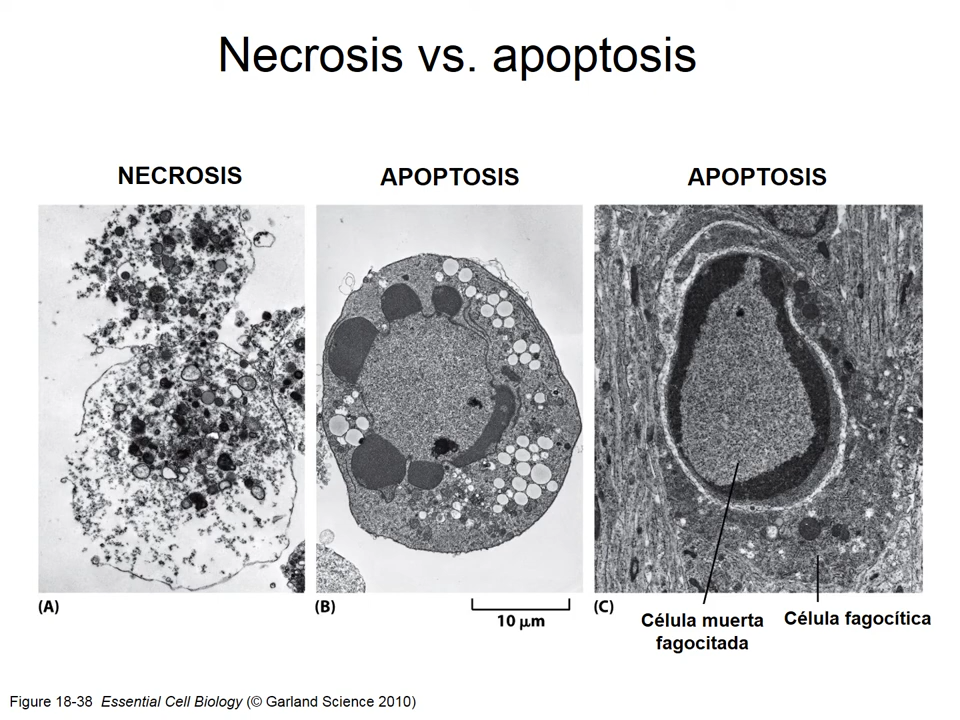 Necrosis vs. apoptosis
NECROSIS
APOPTOSIS
APOPTOSIS
(A)
(B)
10 μm
(C)
Célula muerta
fagocitada
Célula fagocítica
Figure 18-38 Essential Cell Biology (© Garland Science 2010)